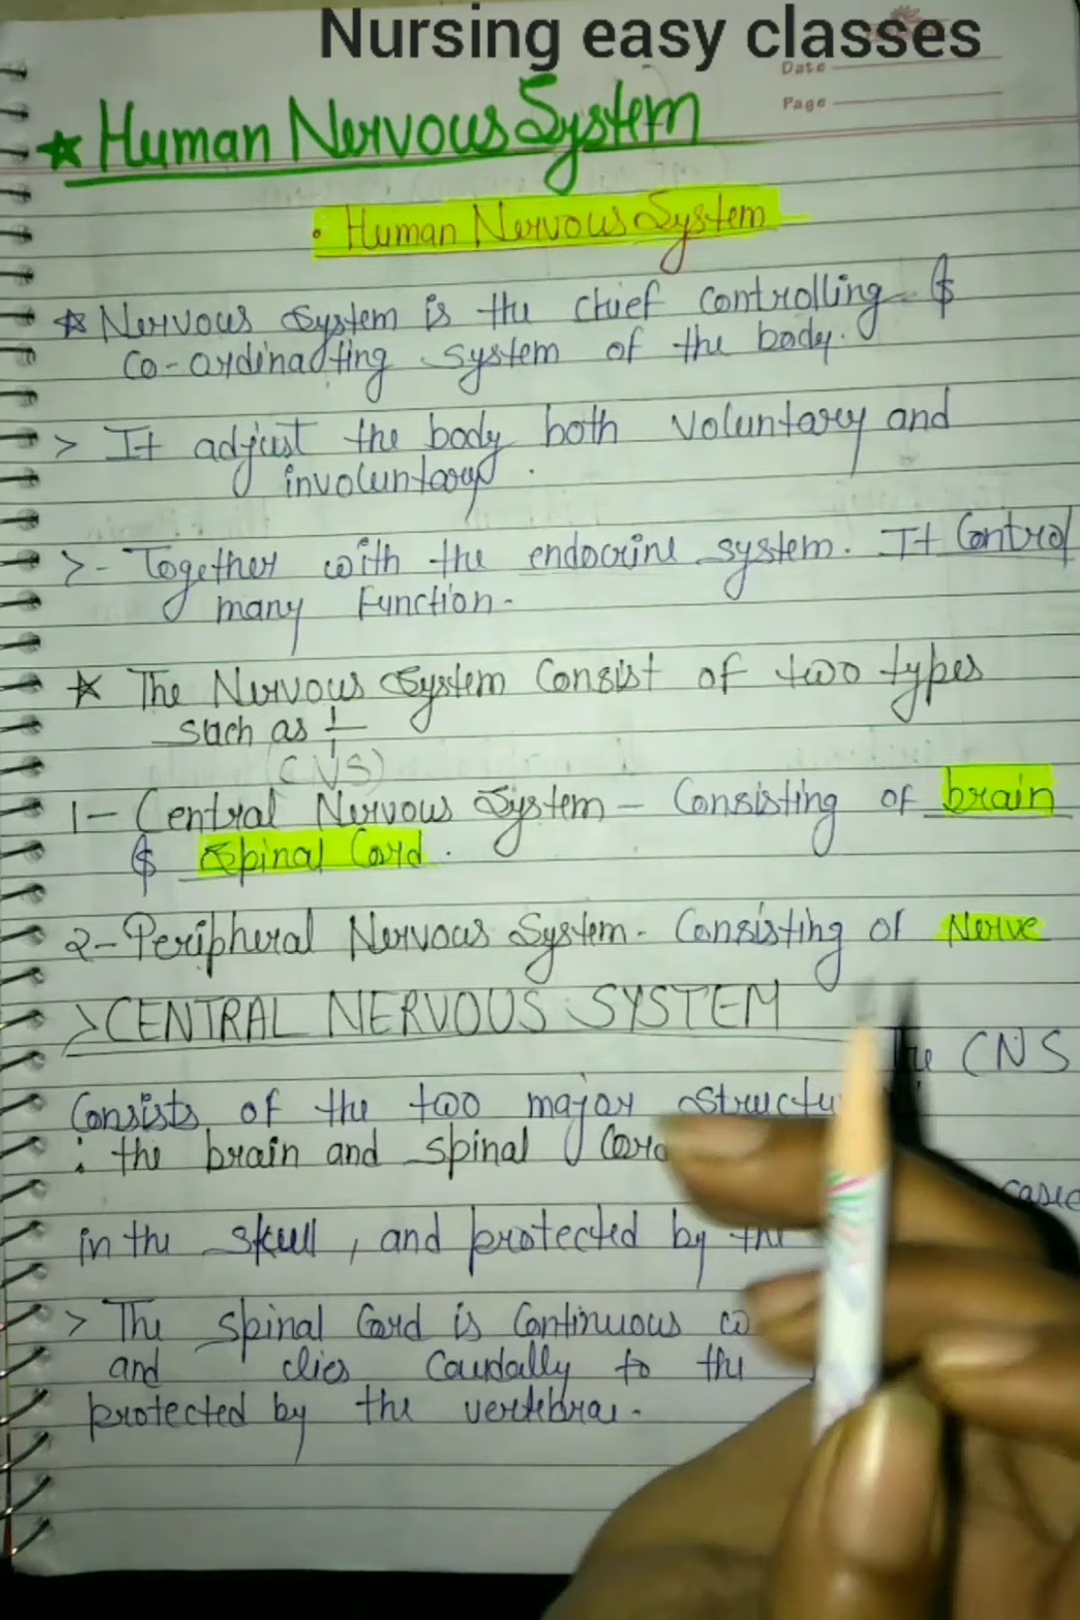 Nursing easy classes
Date
Page
Human Nervous System
Human Nervous System
Nervous System is the chief controlling &
co-ordinadting system of the body.
> It adjust the body both voluntary and
involuntary.
>- Together with the endocrine system. It Control
many function-
The Nervous System Consist of two types
such as
(CNS)
1- Central Nervous System - Consisting of brain
& Spinal Cord.
2- Peripheral Nervous System- Consisting of Nerve
> CENTRAL NERVOUS SYSTEM
The CNS
Consists of the two major
: the brain and spinal
in the skull, and protected by the
> The spinal Cord is Continuous
and lies Caudally to the
protected by the vertebrae.